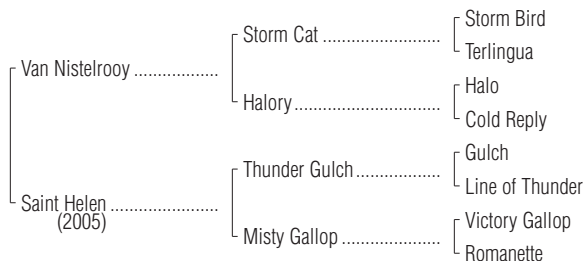 Storm Bird
Storm Cat ..............................
Terlingua
Van Nistelrooy .................
Halo
Halory ..............................
Cold Reply
Gulch
Thunder Gulch .................
Line of Thunder
Saint Helen ......................
(2005)
Victory Gallop
Misty Gallop ....................
Romanette